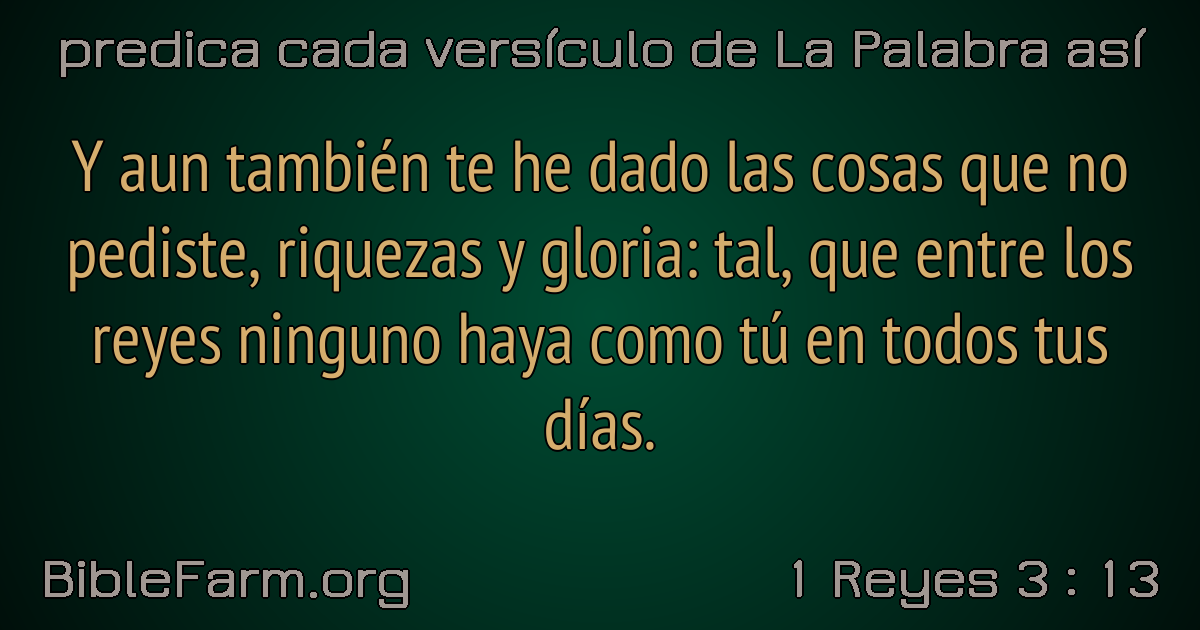 predica cada versículo de La Palabra así
Y aun también te he dado las cosas que no
pediste, riquezas y gloria: tal, que entre los
reyes ninguno haya como tú en todos tus
días.
BibleFarm.org
1 Reyes 3 : 13